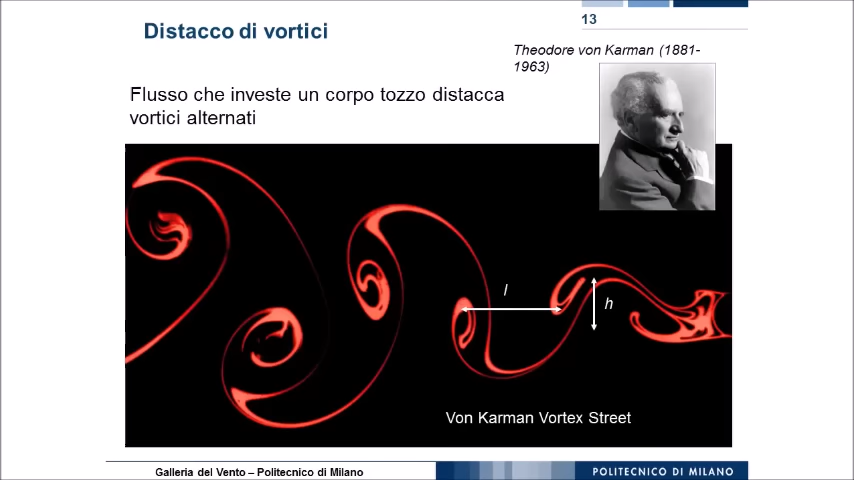 13
Distacco di vortici
Theodore von Karman (1881-
1963)
Flusso che investe un corpo tozzo distacca
vortici alternati
l
h
Von Karman Vortex Street
Galleria del Vento – Politecnico di Milano
POLITECNICO DI MILANO